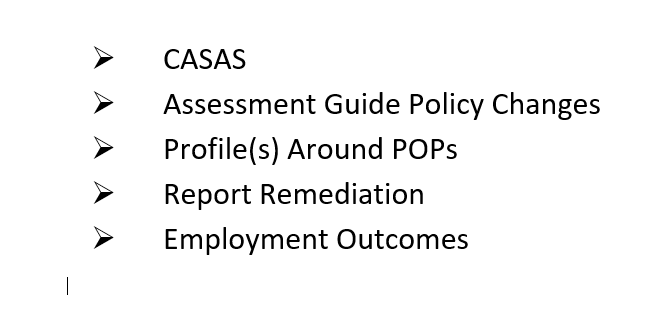 CASAS
Assessment Guide Policy Changes
Profile(s) Around POPs
Report Remediation
Employment Outcomes